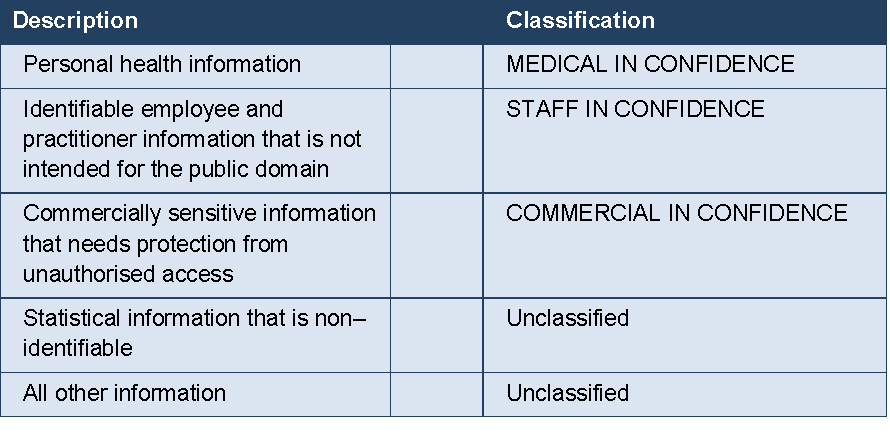 Description Classification
Personal health information MEDICAL IN CONFIDENCE
Identifiable employee and STAFF IN CONFIDENCE
practitioner information that is not
intended for the public domain
Commercially sensitive information COMMERCIAL IN CONFIDENCE
that needs protection from
unauthorised access
Statistical information that is non–
identifiable
Unclassified
All other information Unclassified